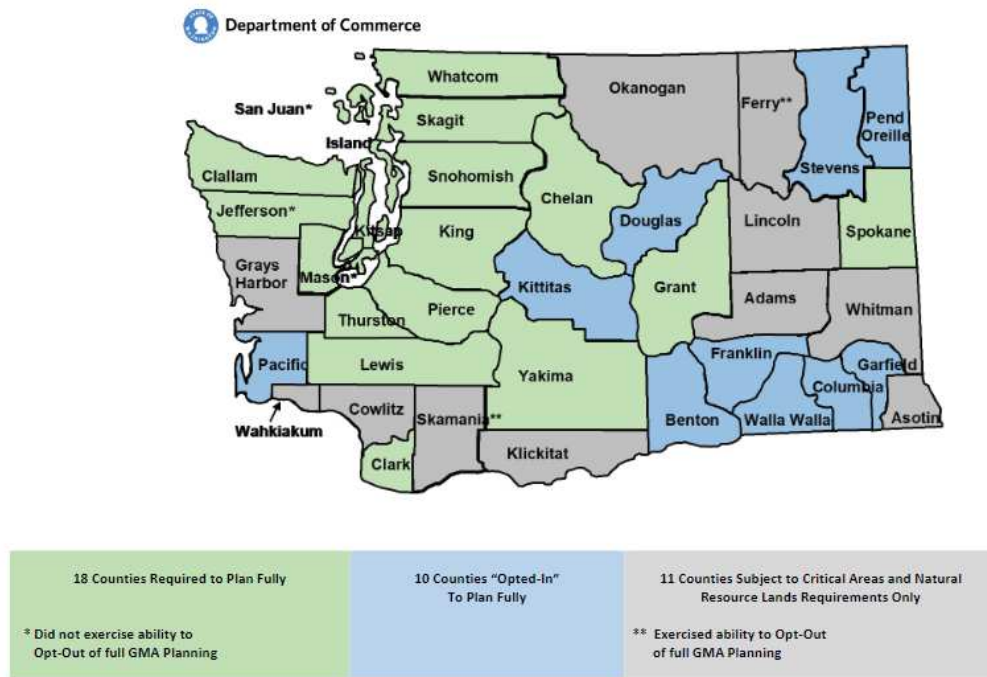 Department of Commerce
Whatcom
Okanogan
Ferry**
San Juan*
Skagit
Pend
Oreille
Island
Stevens
Clallam
Snohomish
Chelan
Jefferson*
Douglas
Lincoln
Spokane
Kitsap
King
Grays
Harbor
Mason*
Kittitas
Grant
Adams
Whitman
Pierce
Thurston
Franklin
Pacific
Lewis
Yakima
Garfield
Columbia
Cowlitz
Skamania**
Benton
Walla Walla
Asotin
Wahkiakum
Klickitat
Clark
18 Counties Required to Plan Fully
* Did not exercise ability to
Opt-Out of full GMA Planning
10 Counties “Opted-In”
To Plan Fully
11 Counties Subject to Critical Areas and Natural
Resource Lands Requirements Only
** Exercised ability to Opt-Out
of full GMA Planning